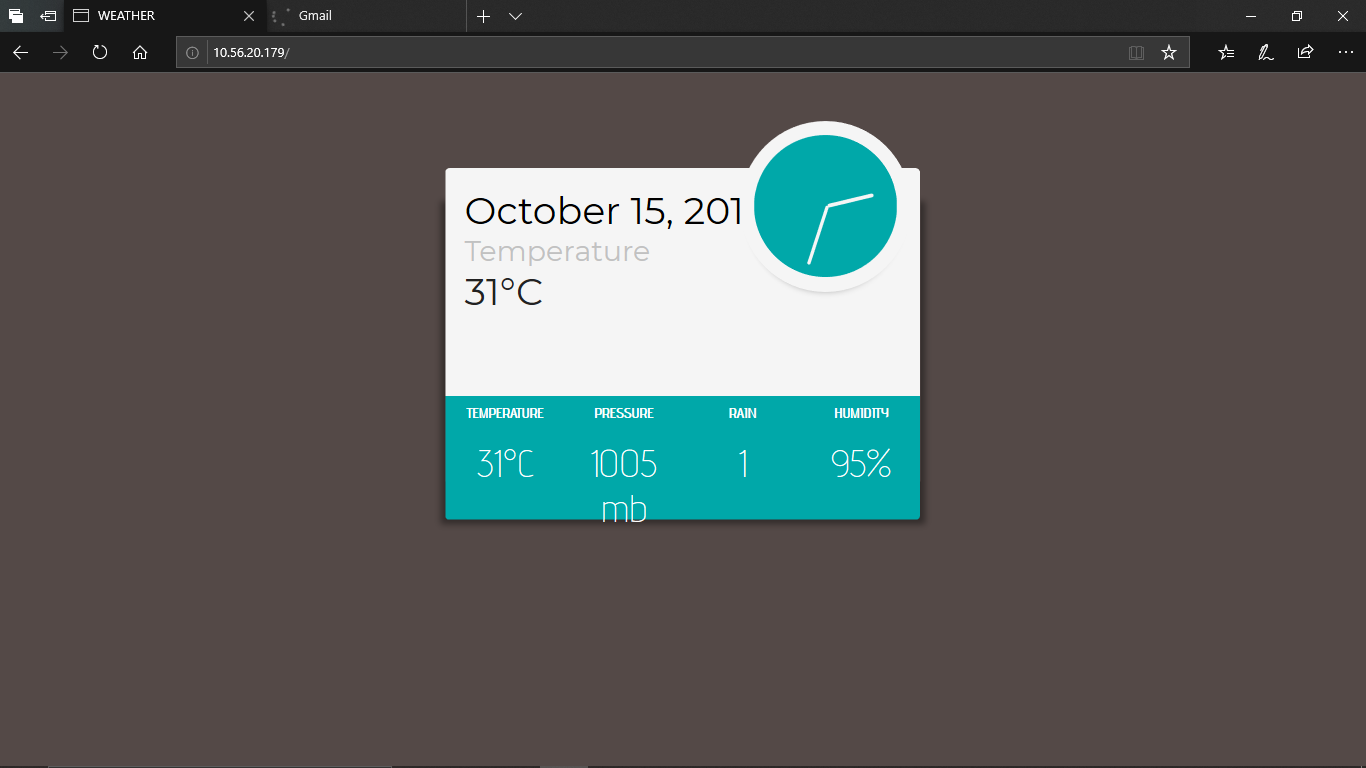 WEATHER
Gmail
10.56.20.179/
October 15, 201
Temperature
31°C
TEMPERATURE PRESSURE RAIN HUMIDITY
31°C 1005 1 95%
mb